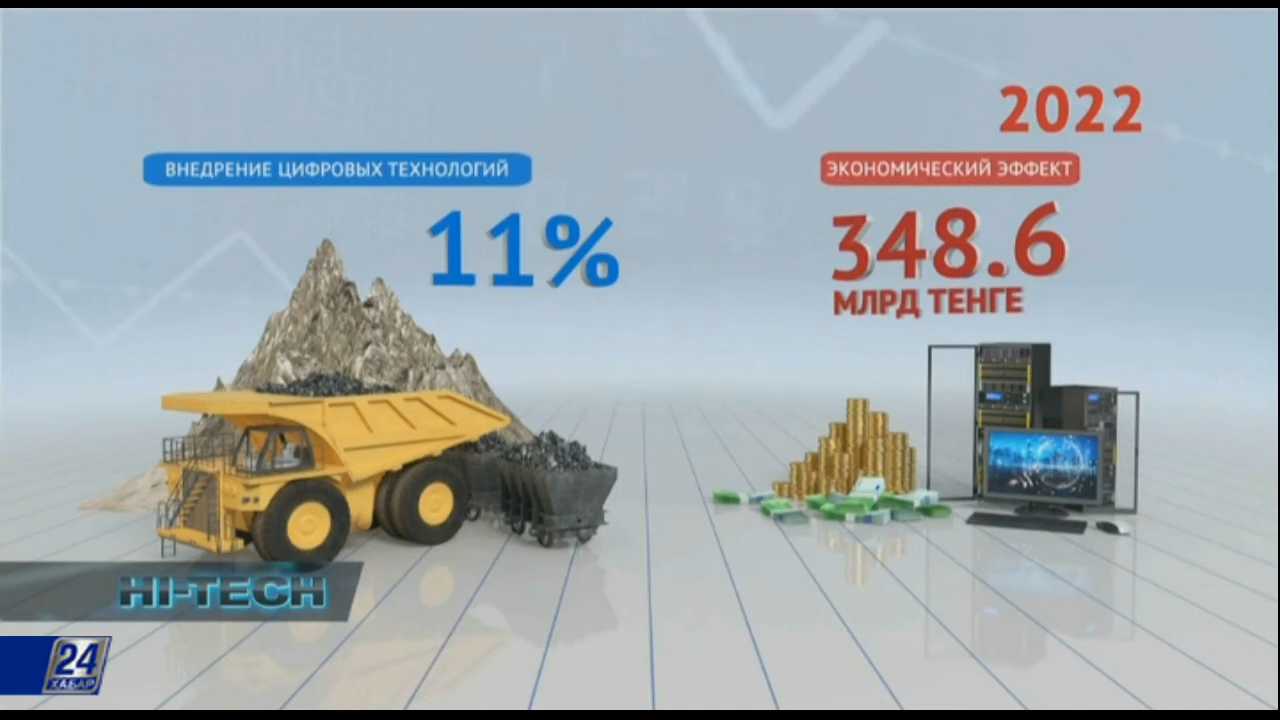 2022
ВНЕДРЕНИЕ ЦИФРОВЫХ ТЕХНОЛОГИЙ
11%
ЭКОНОМИЧЕСКИЙ ЭФФЕКТ
348.6
МЛРД ТЕНГЕ
HI-TECH
24
ХАБАР